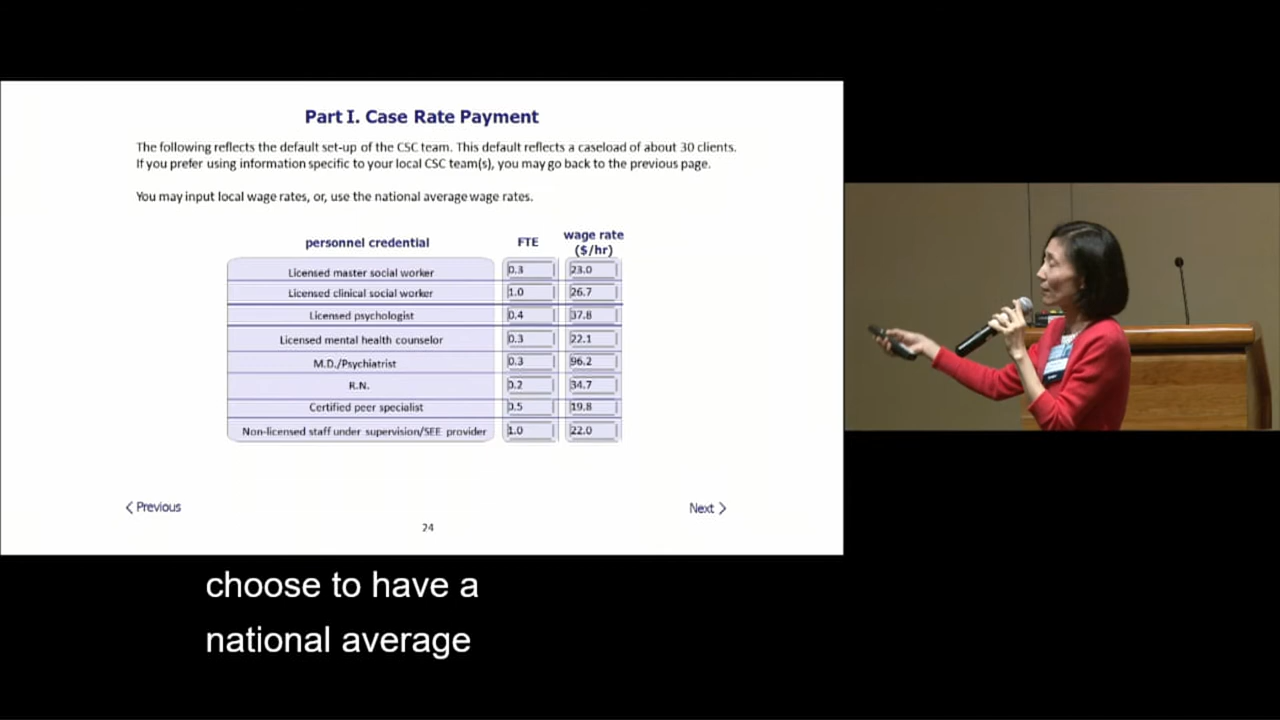 Part I. Case Rate Payment
The following reflects the default set-up of the CSC team. This default reflects a caseload of about 30 clients.
If you prefer using information specific to your local CSC team(s), you may go back to the previous page.
You may input local wage rates, or, use the national average wage rates.
personnel credential FTE wage rate ($/hr)
Licensed master social worker 0.3 23.0
Licensed clinical social worker 1.0 26.7
Licensed psychologist 0.4 37.8
Licensed mental health counselor 0.3 22.1
M.D./Psychiatrist 0.3 96.2
R.N. 0.2 34.7
Certified peer specialist 0.5 19.8
Non-licensed staff under supervision/SEE provider 1.0 22.0
< Previous Next >
24
choose to have a
national average